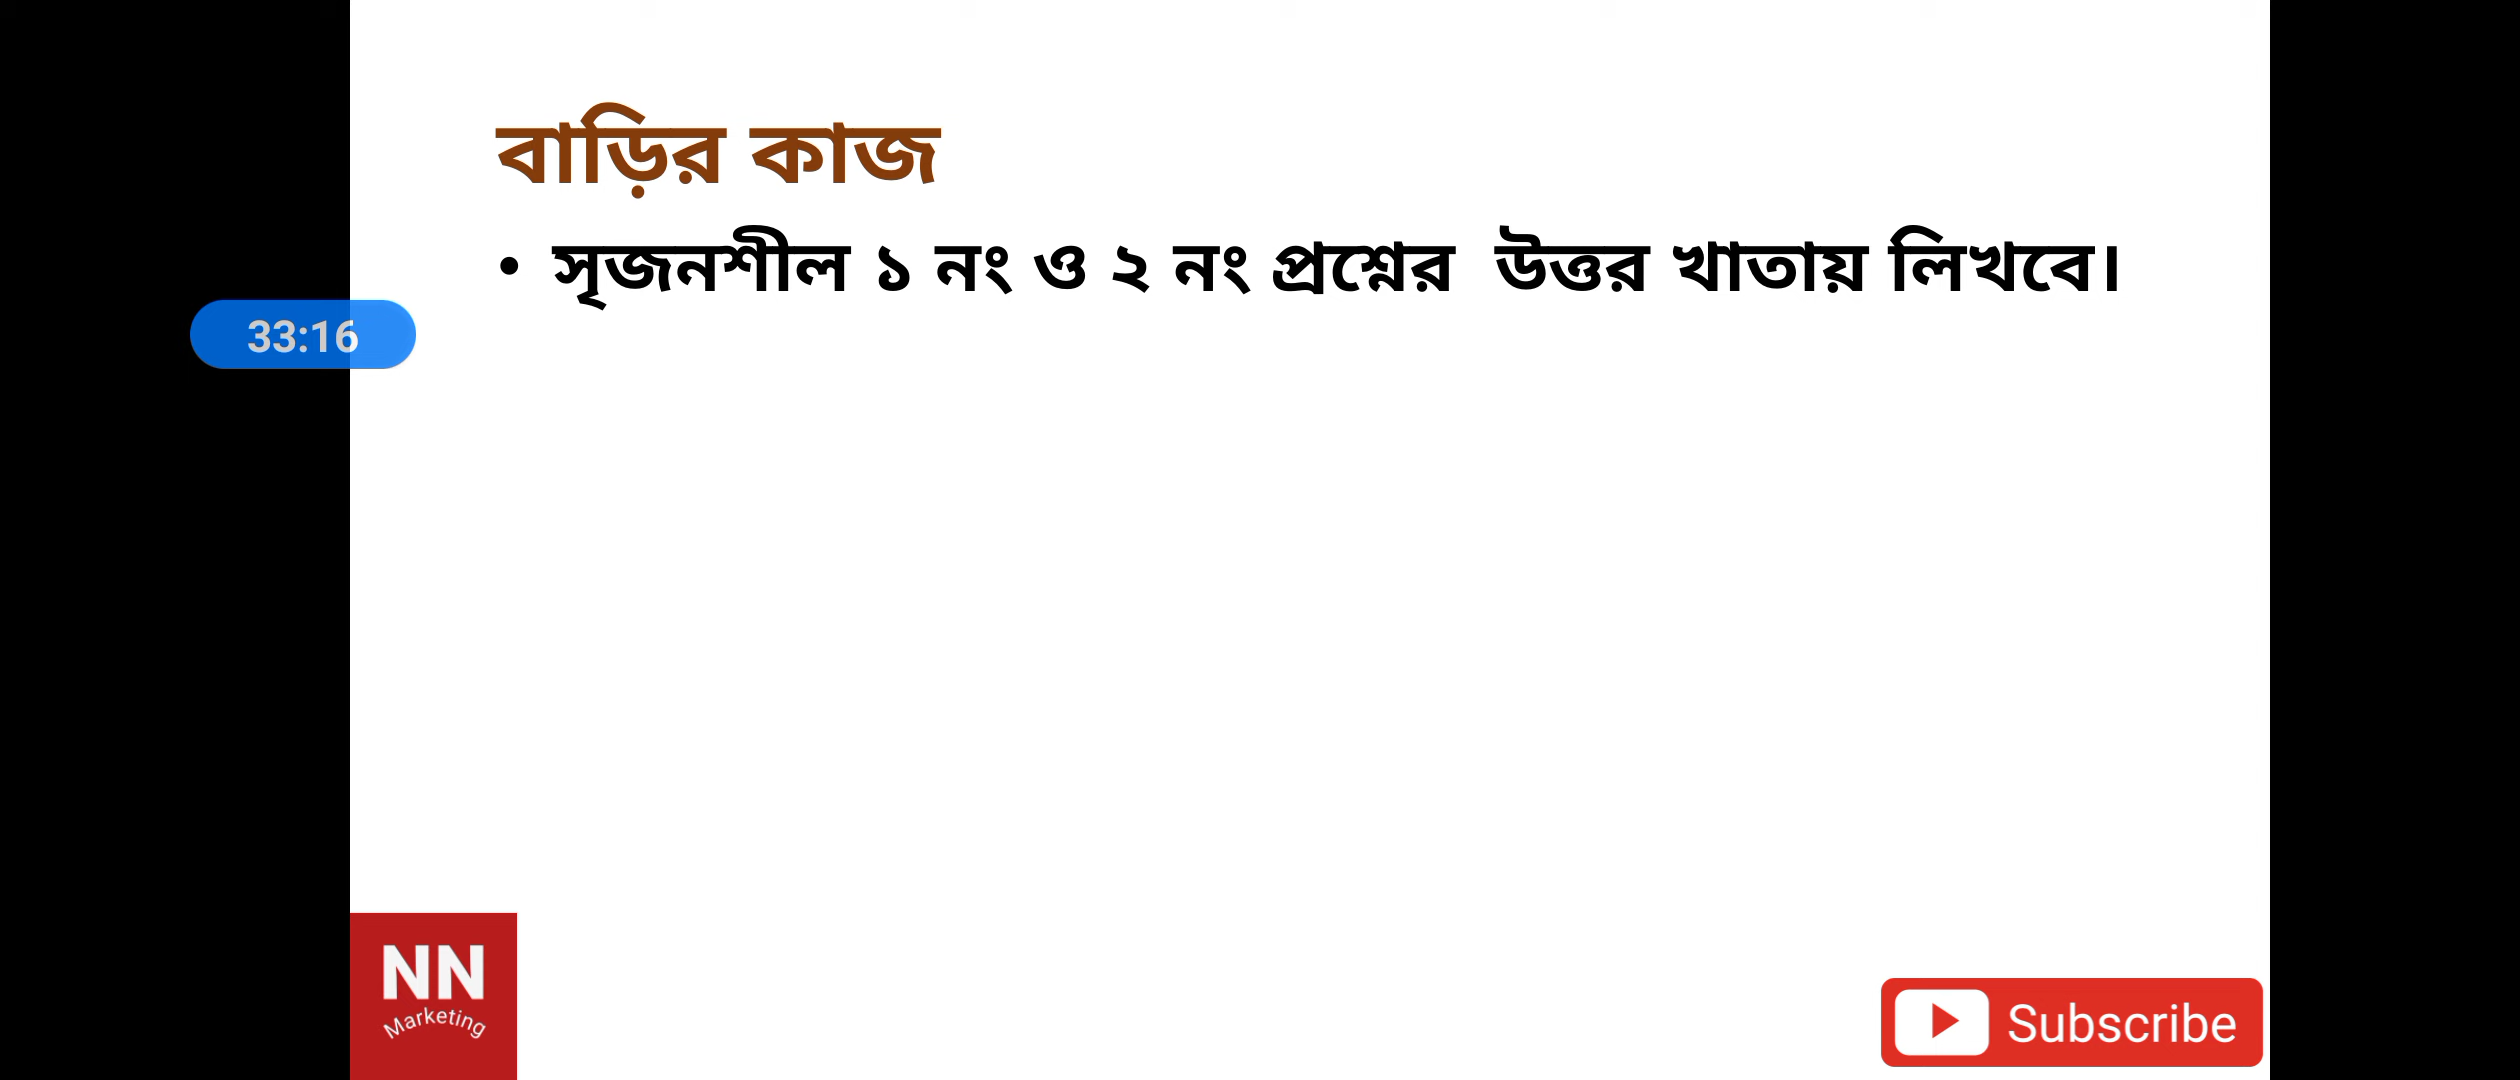 বাড়ির কাজ
• সৃজনশীল ১ নং ও ২ নং প্রশ্নের উত্তর খাতায় লিখবে।
33:16
NN
Marketing
Subscribe